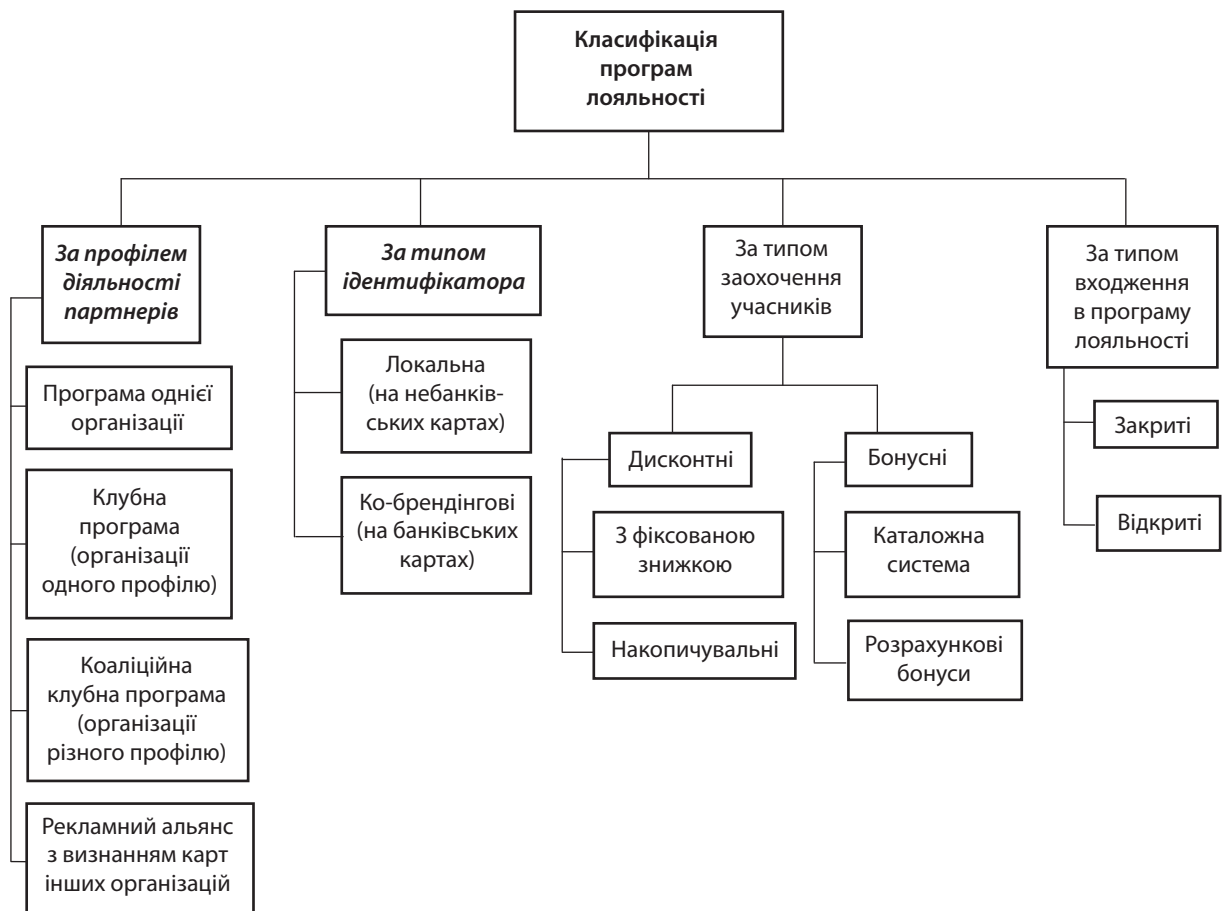 Класифікація
програм
лояльності
За профілем
діяльності
партнерів
Програма однієї
організації
Клубна
програма
(організації
одного профілю)
Коаліційна
клубна програма
(організації
різного профілю)
Рекламний альянс
з визнанням карт
інших організацій
За типом
ідентифікатора
Локальна
(на небанків-
ських картах)
Ко-брендінгові
(на банківських
картах)
За типом
заохочення
учасників
Дисконтні
З фіксованою
знижкою
Накопичувальні
Бонусні
Каталожна
система
Розрахункові
бонуси
За типом
входження
в програму
лояльності
Закриті
Відкриті